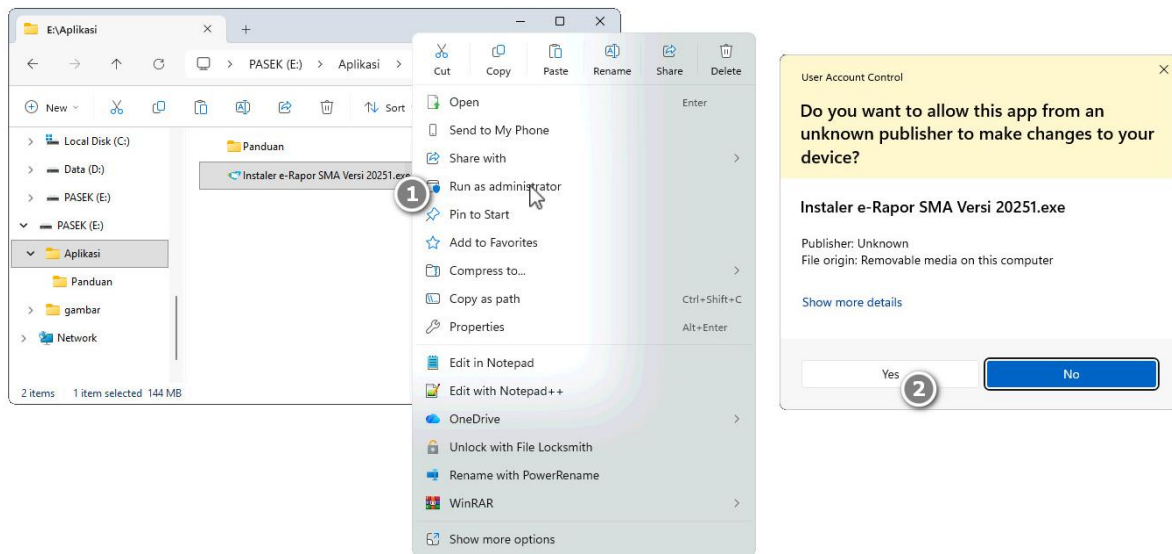 E:\Aplikasi
PASEK (E:) > Aplikasi >
New
Sort
Local Disk (C:)
Data (D:)
PASEK (E:)
PASEK (E:)
Aplikasi
Panduan
gambar
Network
Panduan
Instaler e-Rapor SMA Versi 20251.exe
2 items 1 item selected 144 MB
1
Cut Copy Paste Rename Share Delete
Open Enter
Send to My Phone
Share with
Run as administrator
Pin to Start
Add to Favorites
Compress to...
Copy as path Ctrl+Shift+C
Properties Alt+Enter
Edit in Notepad
Edit with Notepad++
OneDrive
Unlock with File Locksmith
Rename with PowerRename
WinRAR
Show more options
User Account Control
Do you want to allow this app from an
unknown publisher to make changes to your
device?
Instaler e-Rapor SMA Versi 20251.exe
Publisher: Unknown
File origin: Removable media on this computer
Show more details
Yes No
2